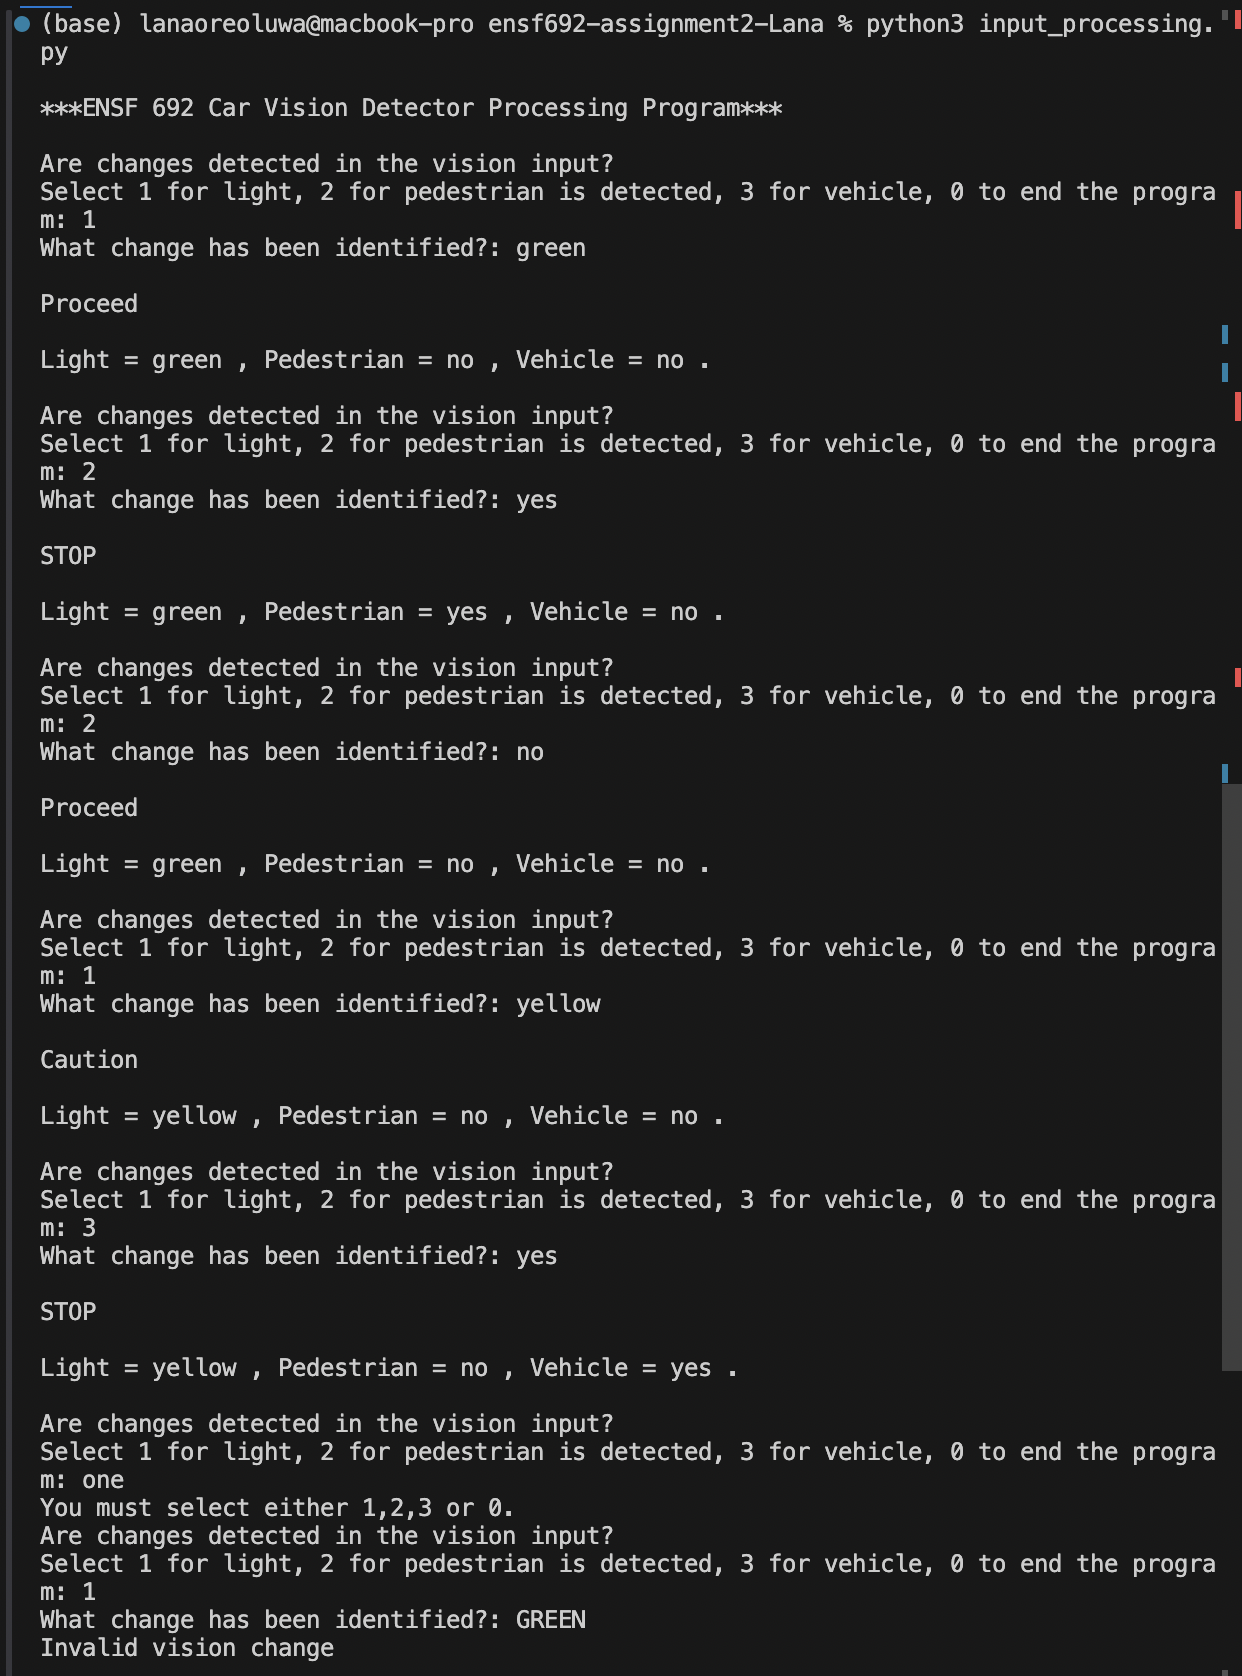 (base) lanaoreoluwa@macbook-pro ensf692-assignment2-Lana % python3 input_processing.
py
***ENSF 692 Car Vision Detector Processing Program***
Are changes detected in the vision input?
Select 1 for light, 2 for pedestrian is detected, 3 for vehicle, 0 to end the progra
m: 1
What change has been identified?: green
Proceed
Light = green , Pedestrian = no , Vehicle = no .
Are changes detected in the vision input?
Select 1 for light, 2 for pedestrian is detected, 3 for vehicle, 0 to end the progra
m: 2
What change has been identified?: yes
STOP
Light = green , Pedestrian = yes , Vehicle = no .
Are changes detected in the vision input?
Select 1 for light, 2 for pedestrian is detected, 3 for vehicle, 0 to end the progra
m: 2
What change has been identified?: no
Proceed
Light = green , Pedestrian = no , Vehicle = no .
Are changes detected in the vision input?
Select 1 for light, 2 for pedestrian is detected, 3 for vehicle, 0 to end the progra
m: 1
What change has been identified?: yellow
Caution
Light = yellow , Pedestrian = no , Vehicle = no .
Are changes detected in the vision input?
Select 1 for light, 2 for pedestrian is detected, 3 for vehicle, 0 to end the progra
m: 3
What change has been identified?: yes
STOP
Light = yellow , Pedestrian = no , Vehicle = yes .
Are changes detected in the vision input?
Select 1 for light, 2 for pedestrian is detected, 3 for vehicle, 0 to end the progra
m: one
You must select either 1,2,3 or 0.
Are changes detected in the vision input?
Select 1 for light, 2 for pedestrian is detected, 3 for vehicle, 0 to end the progra
m: 1
What change has been identified?: GREEN
Invalid vision change